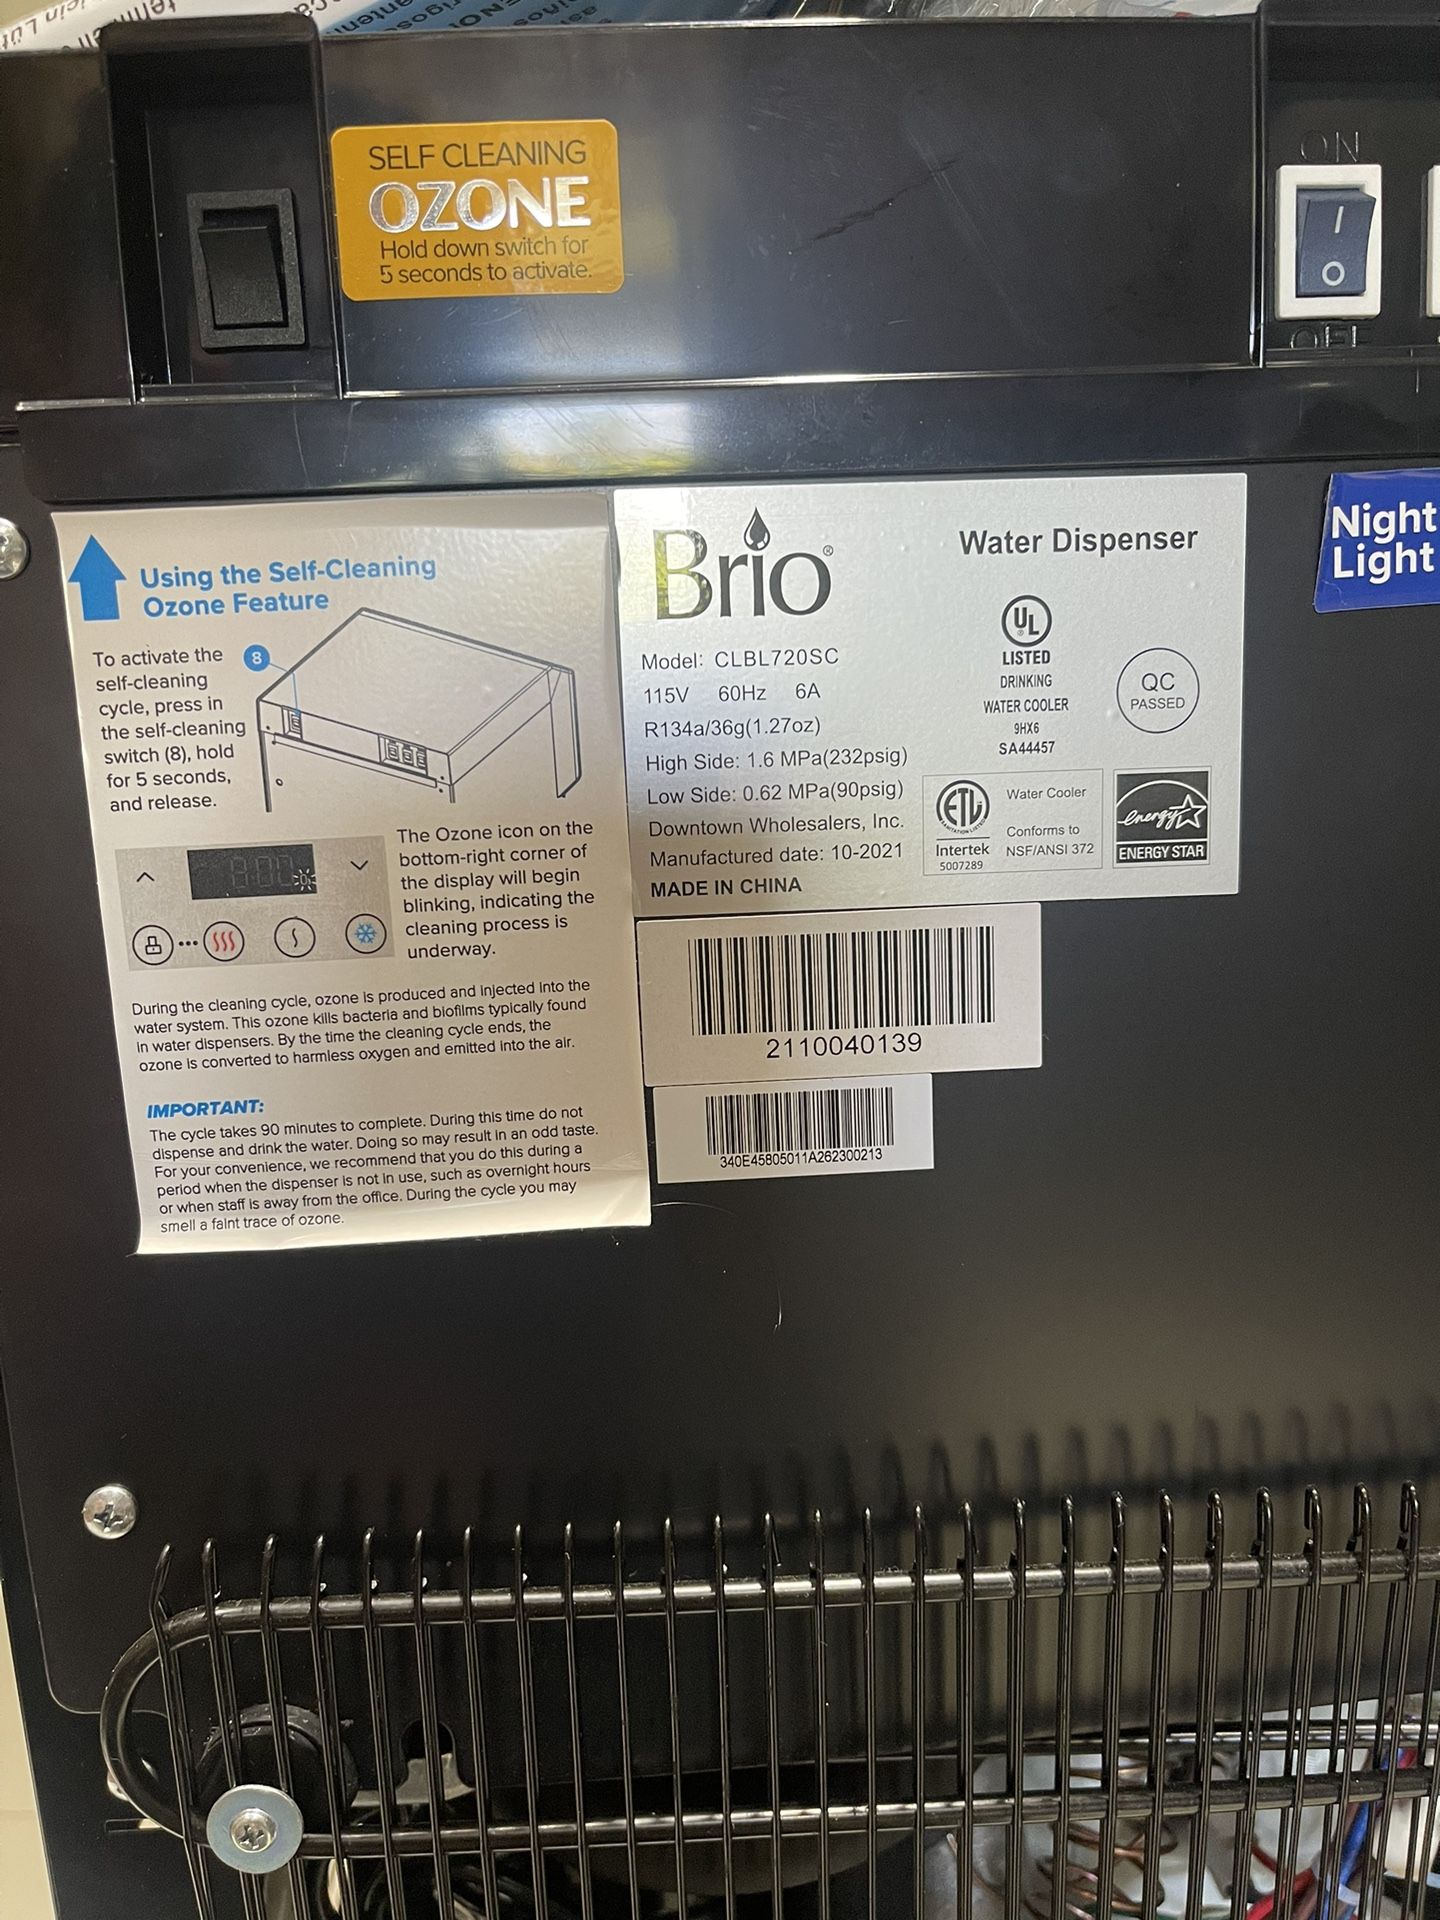 SELF CLEANING
OZONE
Hold down switch for
5 seconds to activate.
ON
I
O
OFF
Night
Light
Using the Self-Cleaning
Ozone Feature
To activate the
self-cleaning
cycle, press in
the self-cleaning
switch (8), hold
for 5 seconds,
and release.
8
The Ozone icon on the
bottom-right corner of
the display will begin
blinking, indicating the
cleaning process is
underway.
During the cleaning cycle, ozone is produced and injected into the
water system. This ozone kills bacteria and biofilms typically found
in water dispensers. By the time the cleaning cycle ends, the
ozone is converted to harmless oxygen and emitted into the air.
IMPORTANT:
The cycle takes 90 minutes to complete. During this time do not
dispense and drink the water. Doing so may result in an odd taste.
For your convenience, we recommend that you do this during a
period when the dispenser is not in use, such as overnight hours
or when staff is away from the office. During the cycle you may
smell a faint trace of ozone.
Brio®
Water Dispenser
Model: CLBL720SC
115V 60Hz 6A
R134a/36g(1.27oz)
High Side: 1.6 MPa(232psig)
Low Side: 0.62 MPa(90psig)
Downtown Wholesalers, Inc.
Manufactured date: 10-2021
MADE IN CHINA
UL
LISTED
DRINKING
WATER COOLER
9HX6
SA44457
QC
PASSED
ETL
Intertek
5007289
Water Cooler
Conforms to
NSF/ANSI 372
energy
ENERGY STAR
2110040139
340E45805011A262300213